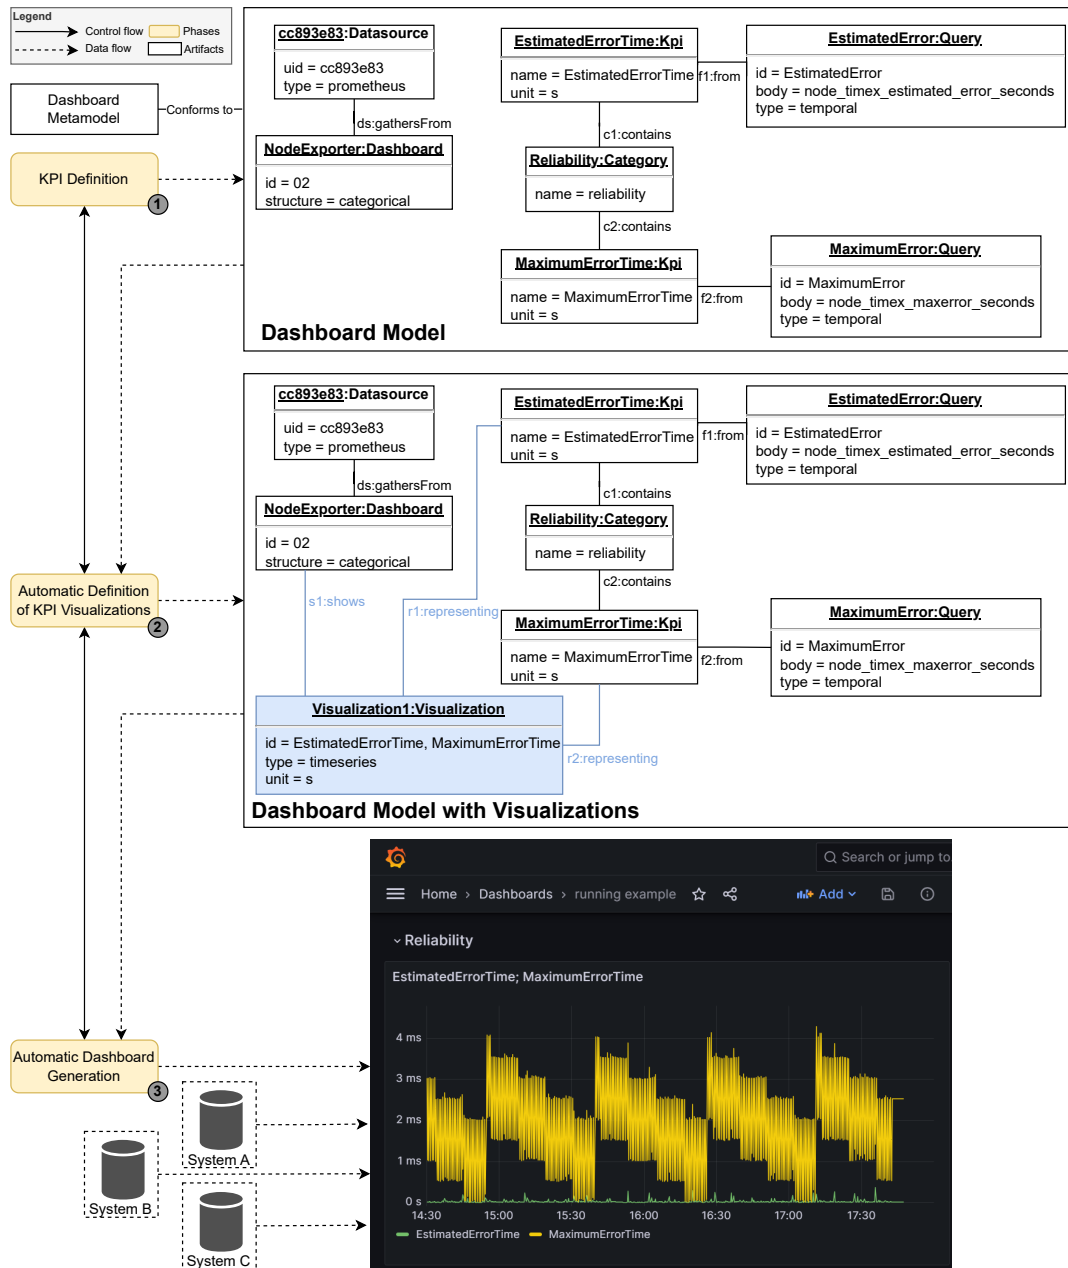 Legend
Control flow
Phases
Data flow
Artifacts
Dashboard
Metamodel
Conforms to
KPI Definition
1
cc893e83:Datasource
uid = cc893e83
type = prometheus
ds:gathersFrom
NodeExporter:Dashboard
id = 02
structure = categorical
EstimatedErrorTime:Kpi
name = EstimatedErrorTime
unit = s
f1:from
EstimatedError:Query
id = EstimatedError
body = node_timex_estimated_error_seconds
type = temporal
c1:contains
Reliability:Category
name = reliability
c2:contains
MaximumErrorTime:Kpi
name = MaximumErrorTime
unit = s
f2:from
MaximumError:Query
id = MaximumError
body = node_timex_maxerror_seconds
type = temporal
Dashboard Model
Automatic Definition
of KPI Visualizations
2
cc893e83:Datasource
uid = cc893e83
type = prometheus
ds:gathersFrom
NodeExporter:Dashboard
id = 02
structure = categorical
s1:shows
r1:representing
EstimatedErrorTime:Kpi
name = EstimatedErrorTime
unit = s
f1:from
EstimatedError:Query
id = EstimatedError
body = node_timex_estimated_error_seconds
type = temporal
c1:contains
Reliability:Category
name = reliability
c2:contains
MaximumErrorTime:Kpi
name = MaximumErrorTime
unit = s
f2:from
MaximumError:Query
id = MaximumError
body = node_timex_maxerror_seconds
type = temporal
Visualization1:Visualization
id = EstimatedErrorTime, MaximumErrorTime
type = timeseries
unit = s
r2:representing
Dashboard Model with Visualizations
Automatic Dashboard
Generation
3
System A
System B
System C
Search or jump to.
Home › Dashboards › running example
Add
Reliability
EstimatedErrorTime; MaximumErrorTime
4 ms
3 ms
2 ms
1 ms
0 s
14:30 15:00 15:30 16:00 16:30 17:00 17:30
EstimatedErrorTime MaximumErrorTime